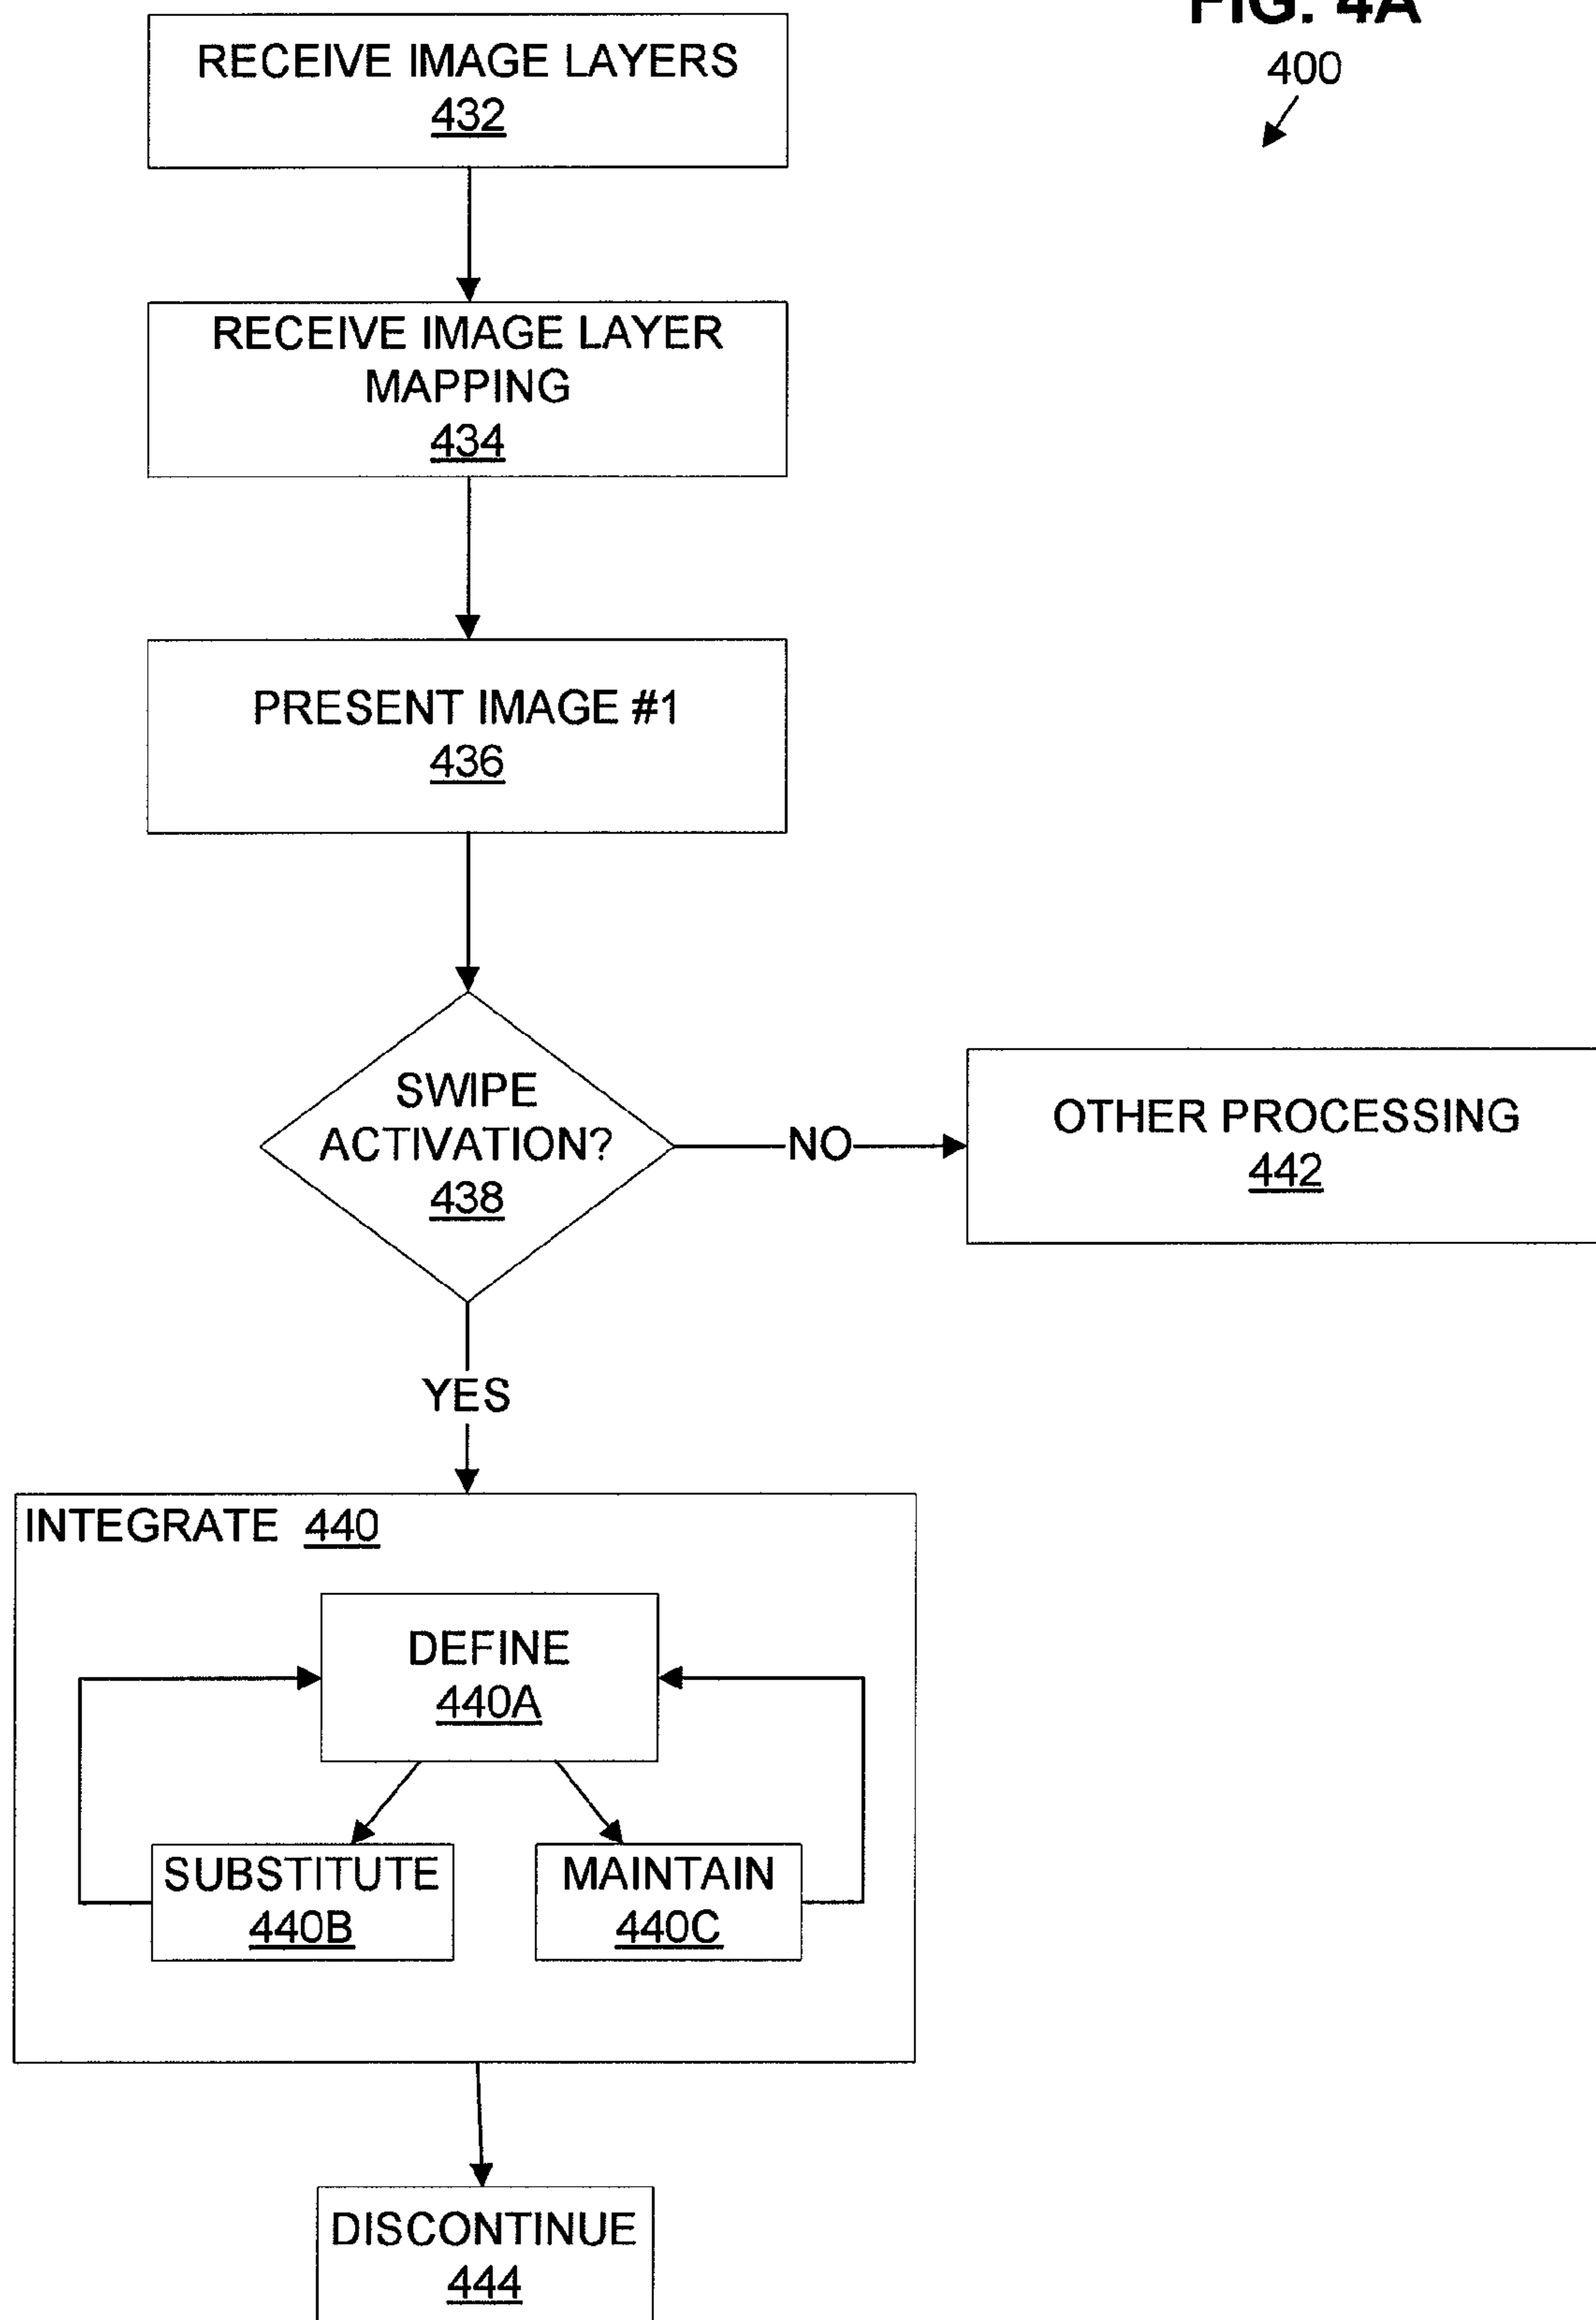 FIG. 4A
400
RECEIVE IMAGE LAYERS
432
RECEIVE IMAGE LAYER
MAPPING
434
PRESENT IMAGE #1
436
SWIPE
ACTIVATION?
438
NO
OTHER PROCESSING
442
YES
INTEGRATE 440
DEFINE
440A
SUBSTITUTE
440B
MAINTAIN
440C
DISCONTINUE
444